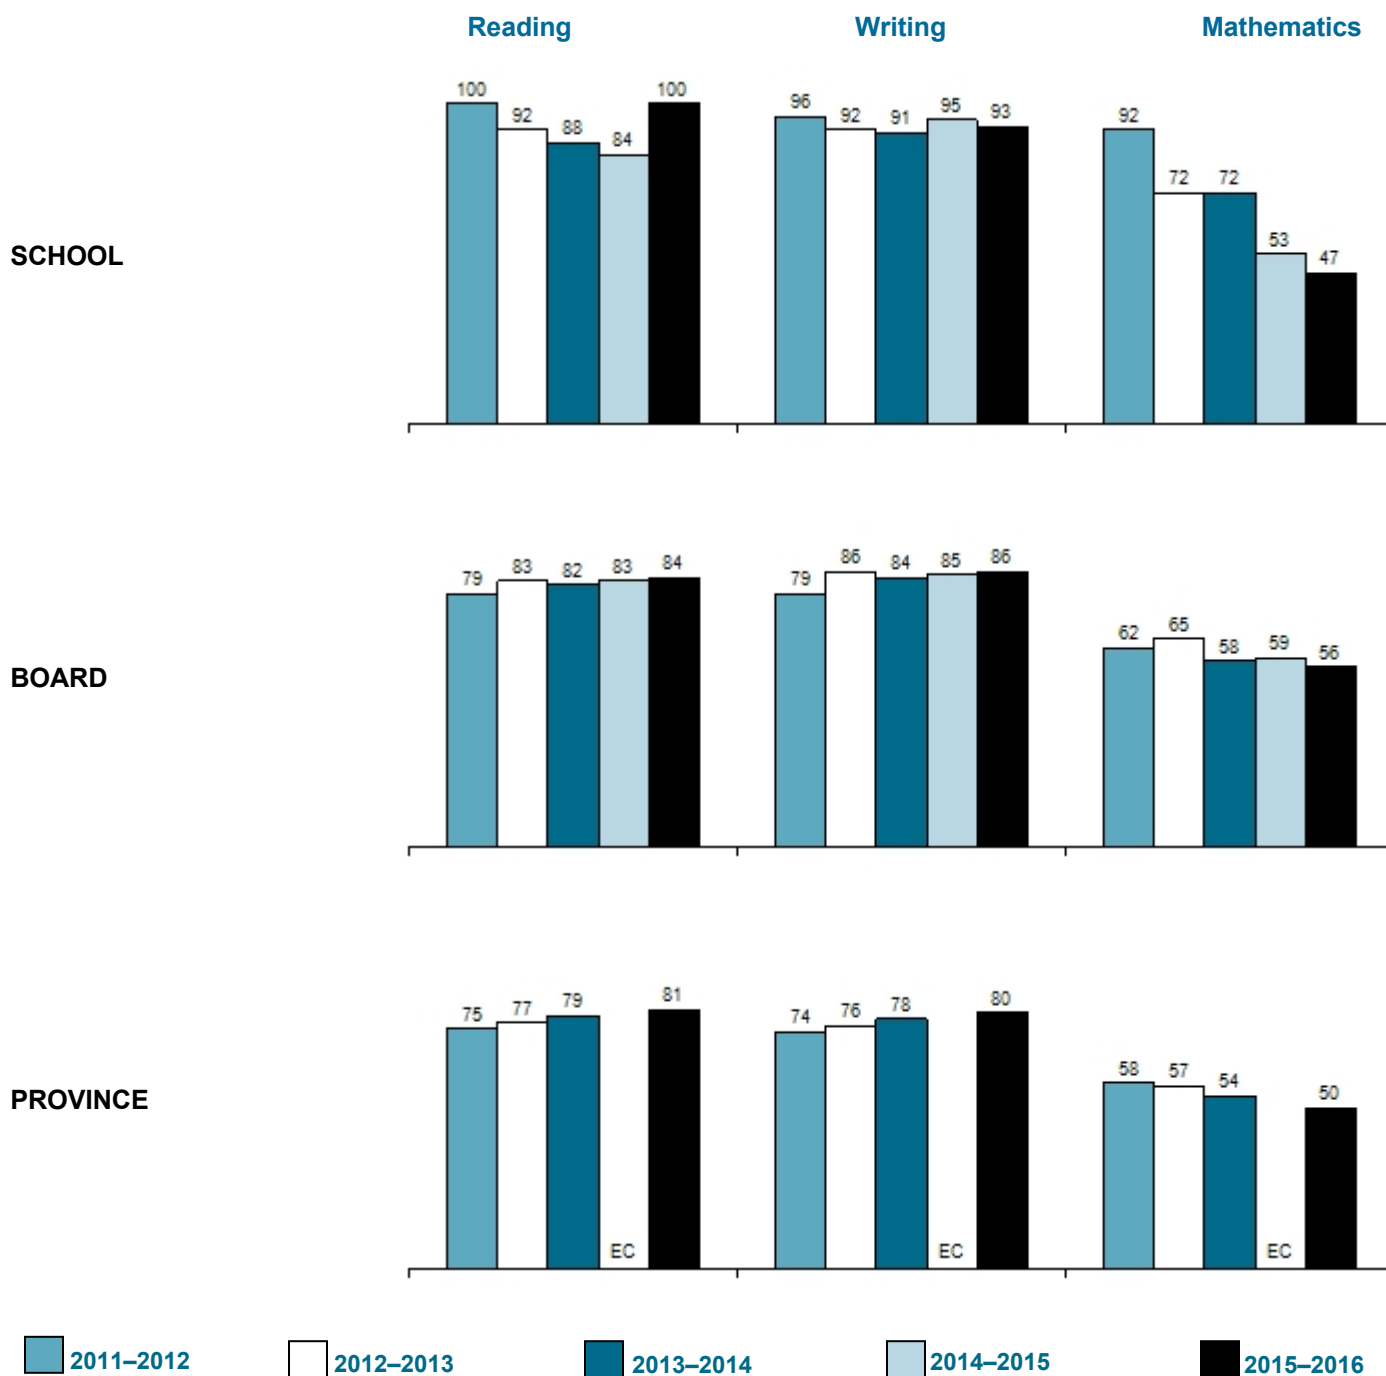 Reading Writing Mathematics
100 92 88 84 100 96 92 91 95 93 92 72 72 53 47
SCHOOL
79 83 82 83 84 79 86 84 85 86 62 65 58 59 56
BOARD
75 77 79 EC 81 74 76 78 EC 80 58 57 54 EC 50
PROVINCE
2011–2012 2012–2013 2013–2014 2014–2015 2015–2016